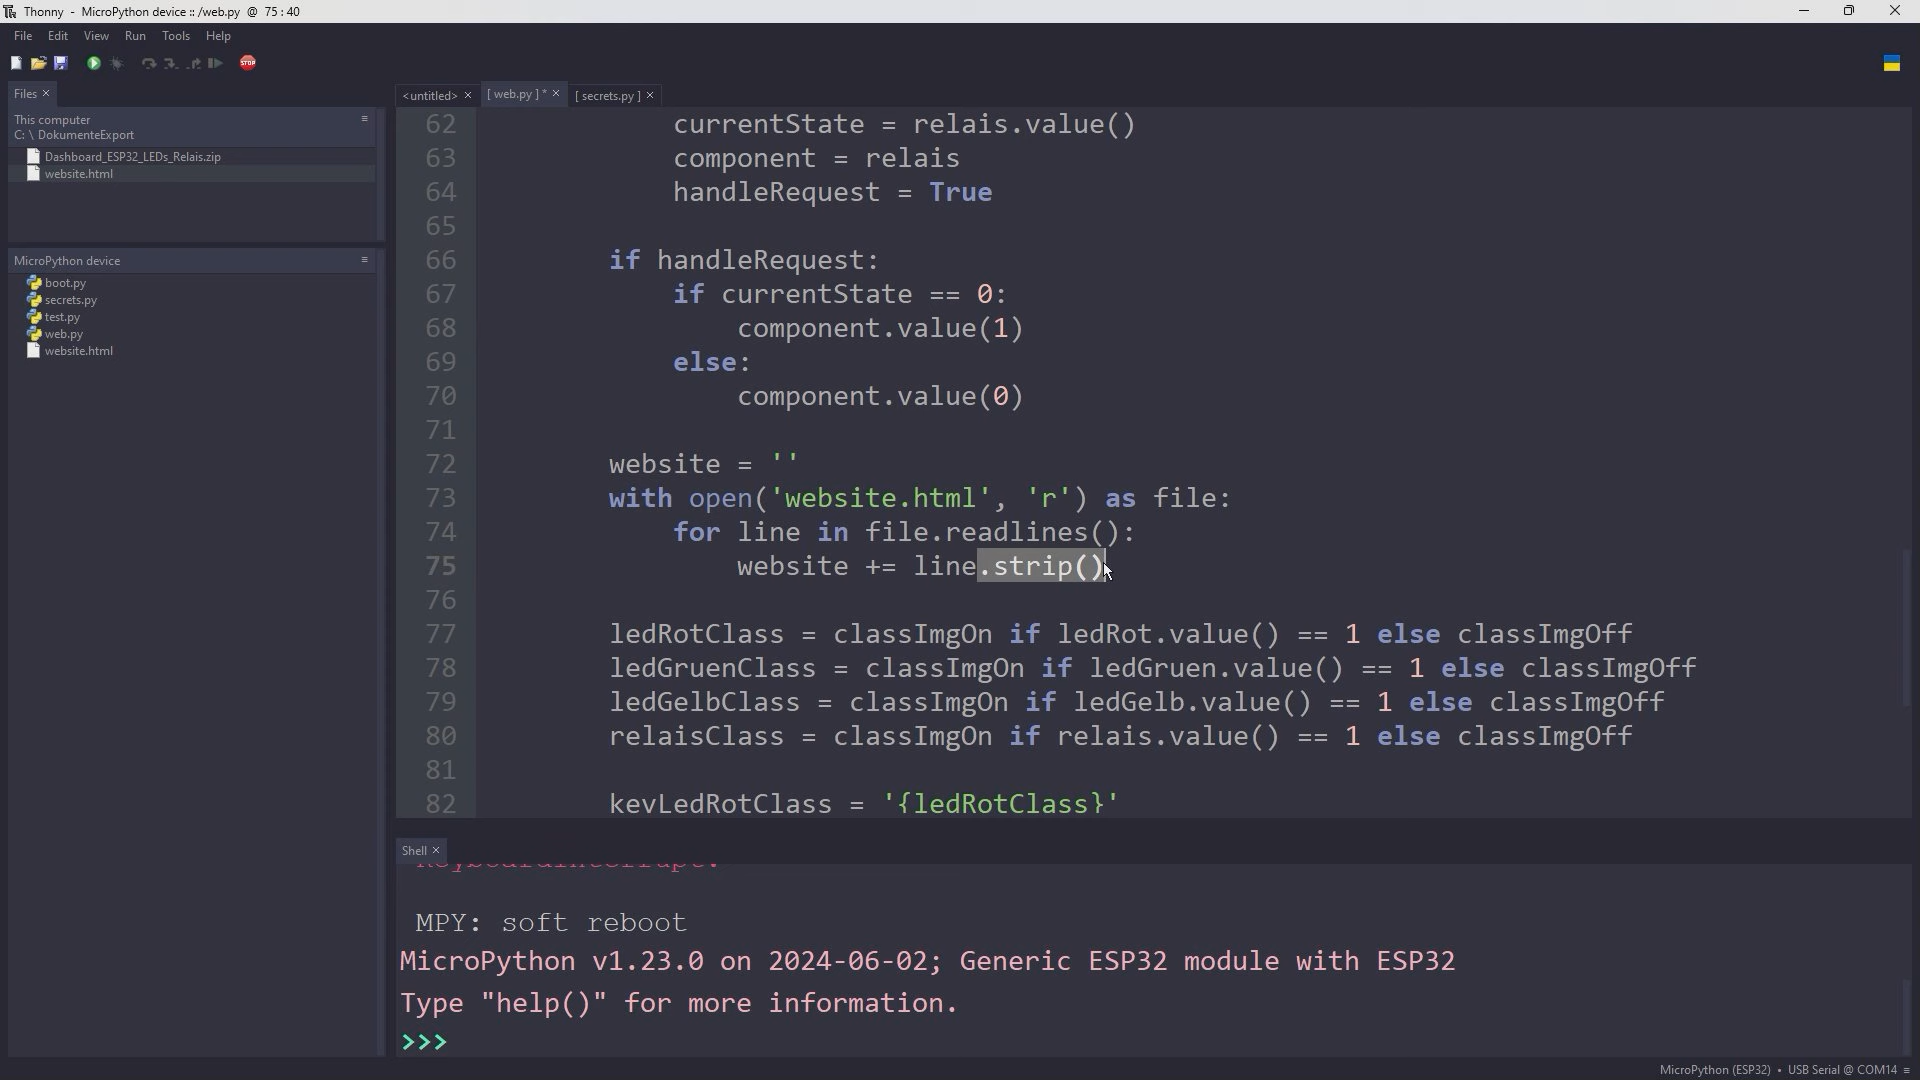 Thonny - MicroPython device :: /web.py @ 75 : 40
File Edit View Run Tools Help
STOP
Files ×
This computer
C: \ DokumenteExport
Dashboard_ESP32_LEDs_Relais.zip
website.html
MicroPython device
boot.py
secrets.py
test.py
web.py
website.html
<untitled> × [ web.py ] * × [ secrets.py ] ×
62 currentState = relais.value()
63 component = relais
64 handleRequest = True
65
66 if handleRequest:
67 if currentState == 0:
68 component.value(1)
69 else:
70 component.value(0)
71
72 website = ''
73 with open('website.html', 'r') as file:
74 for line in file.readlines():
75 website += line.strip()
76
77 ledRotClass = classImgOn if ledRot.value() == 1 else classImgOff
78 ledGruenClass = classImgOn if ledGruen.value() == 1 else classImgOff
79 ledGelbClass = classImgOn if ledGelb.value() == 1 else classImgOff
80 relaisClass = classImgOn if relais.value() == 1 else classImgOff
81
82 keyLedRotClass = '{ledRotClass}'
Shell ×
KeyboardInterrupt:
MPY: soft reboot
MicroPython v1.23.0 on 2024-06-02; Generic ESP32 module with ESP32
Type "help()" for more information.
>>>
MicroPython (ESP32) • USB Serial @ COM14 ≡